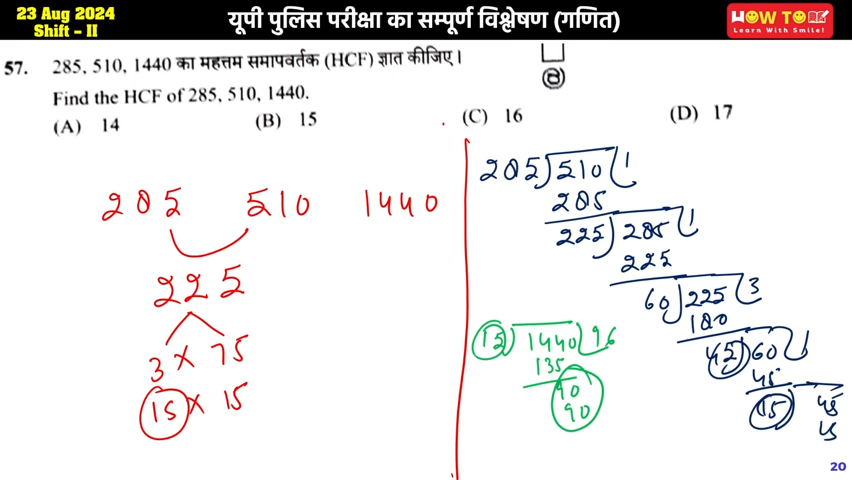 23 Aug 2024
Shift – II
यूपी पुलिस परीक्षा का सम्पूर्ण विश्लेषण (गणित)
HOW TO
Learn With Smile!
57. 285, 510, 1440 का महत्तम समापवर्तक (HCF) ज्ञात कीजिए।
Find the HCF of 285, 510, 1440.
(A) 14 (B) 15 (C) 16 (D) 17
285 510 1440
225
3 × 75
15 × 15
285) 510 ( 1
285
225) 285 ( 1
225
60) 225 ( 3
180
45) 60 ( 1
45
15) 45
45
15) 1440 ( 96
135
90
90
20